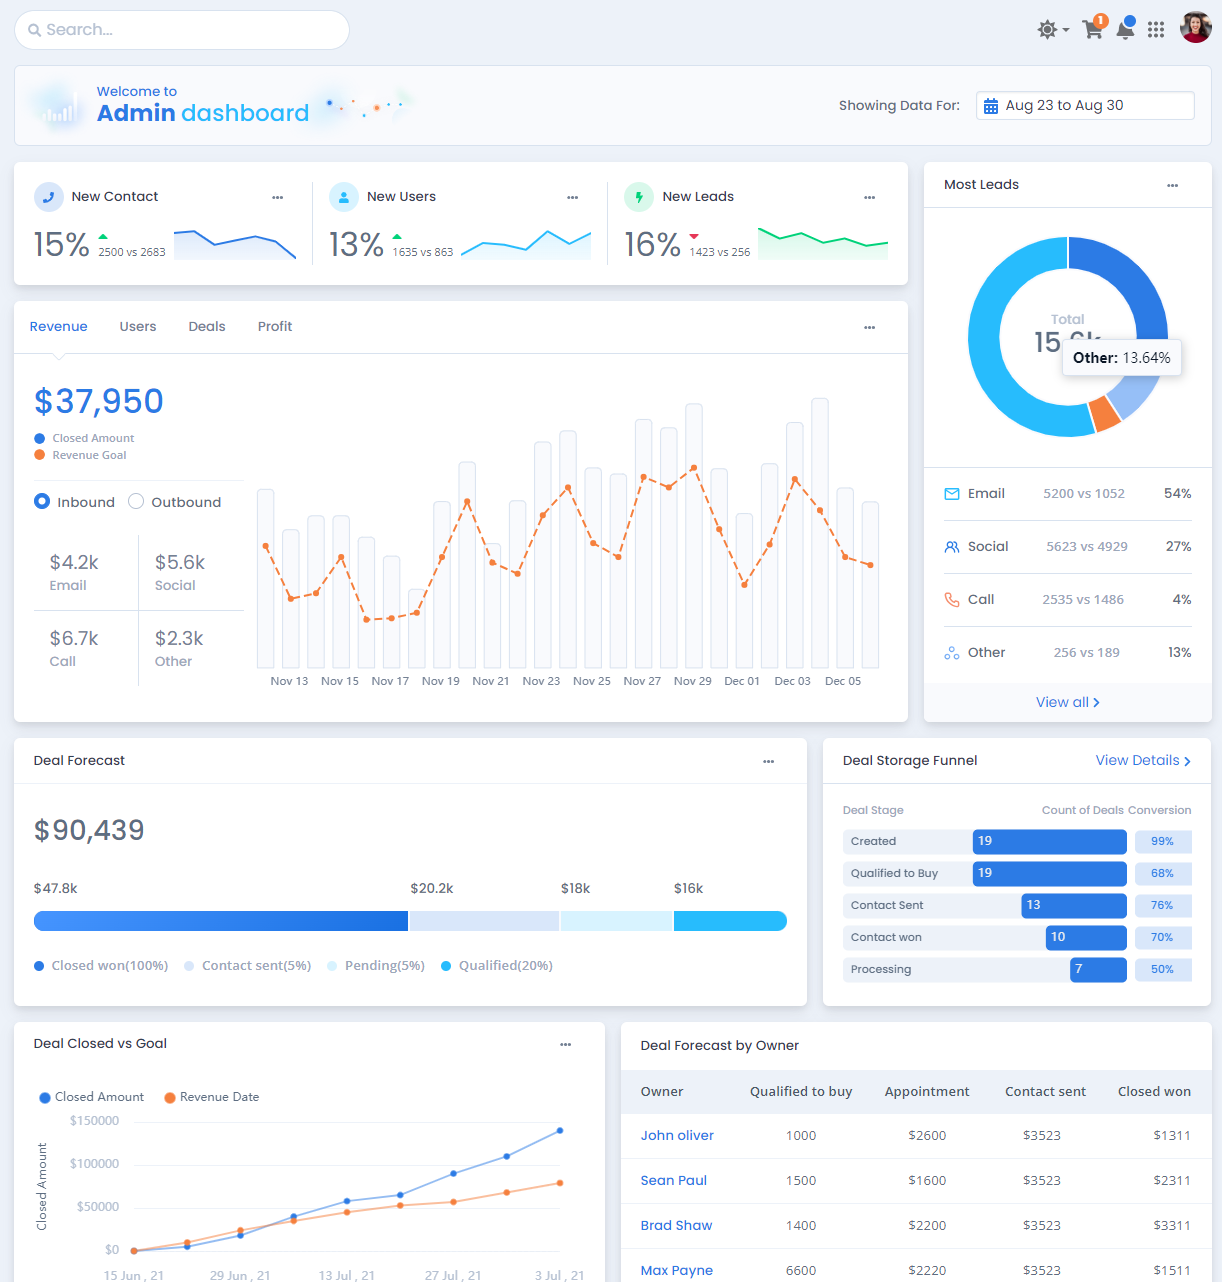 Search...
1
Welcome to
Admin dashboard
Showing Data For:
Aug 23 to Aug 30
New Contact
15%
2500 vs 2683
New Users
13%
1635 vs 863
New Leads
16%
1423 vs 256
Most Leads
Total
Other: 13.64%
Email 5200 vs 1052 54%
Social 5623 vs 4929 27%
Call 2535 vs 1486 4%
Other 256 vs 189 13%
View all
Revenue Users Deals Profit
$37,950
Closed Amount
Revenue Goal
Inbound Outbound
$4.2k $5.6k
Email Social
$6.7k $2.3k
Call Other
Nov 13 Nov 15 Nov 17 Nov 19 Nov 21 Nov 23 Nov 25 Nov 27 Nov 29 Dec 01 Dec 03 Dec 05
Deal Forecast
$90,439
$47.8k $20.2k $18k $16k
Closed won(100%) Contact sent(5%) Pending(5%) Qualified(20%)
Deal Storage Funnel View Details
Deal Stage Count of Deals Conversion
Created 19 99%
Qualified to Buy 19 68%
Contact Sent 13 76%
Contact won 10 70%
Processing 7 50%
Deal Closed vs Goal
Closed Amount Revenue Date
Closed Amount
$150000
$100000
$50000
$0
15 Jun , 21 29 Jun , 21 13 Jul , 21 27 Jul , 21 3 Jul , 21
Deal Forecast by Owner
Owner Qualified to buy Appointment Contact sent Closed won
John oliver 1000 $2600 $3523 $1311
Sean Paul 1500 $1600 $3523 $2311
Brad Shaw 1400 $2200 $3523 $3311
Max Payne 6600 $2220 $3523 $1511